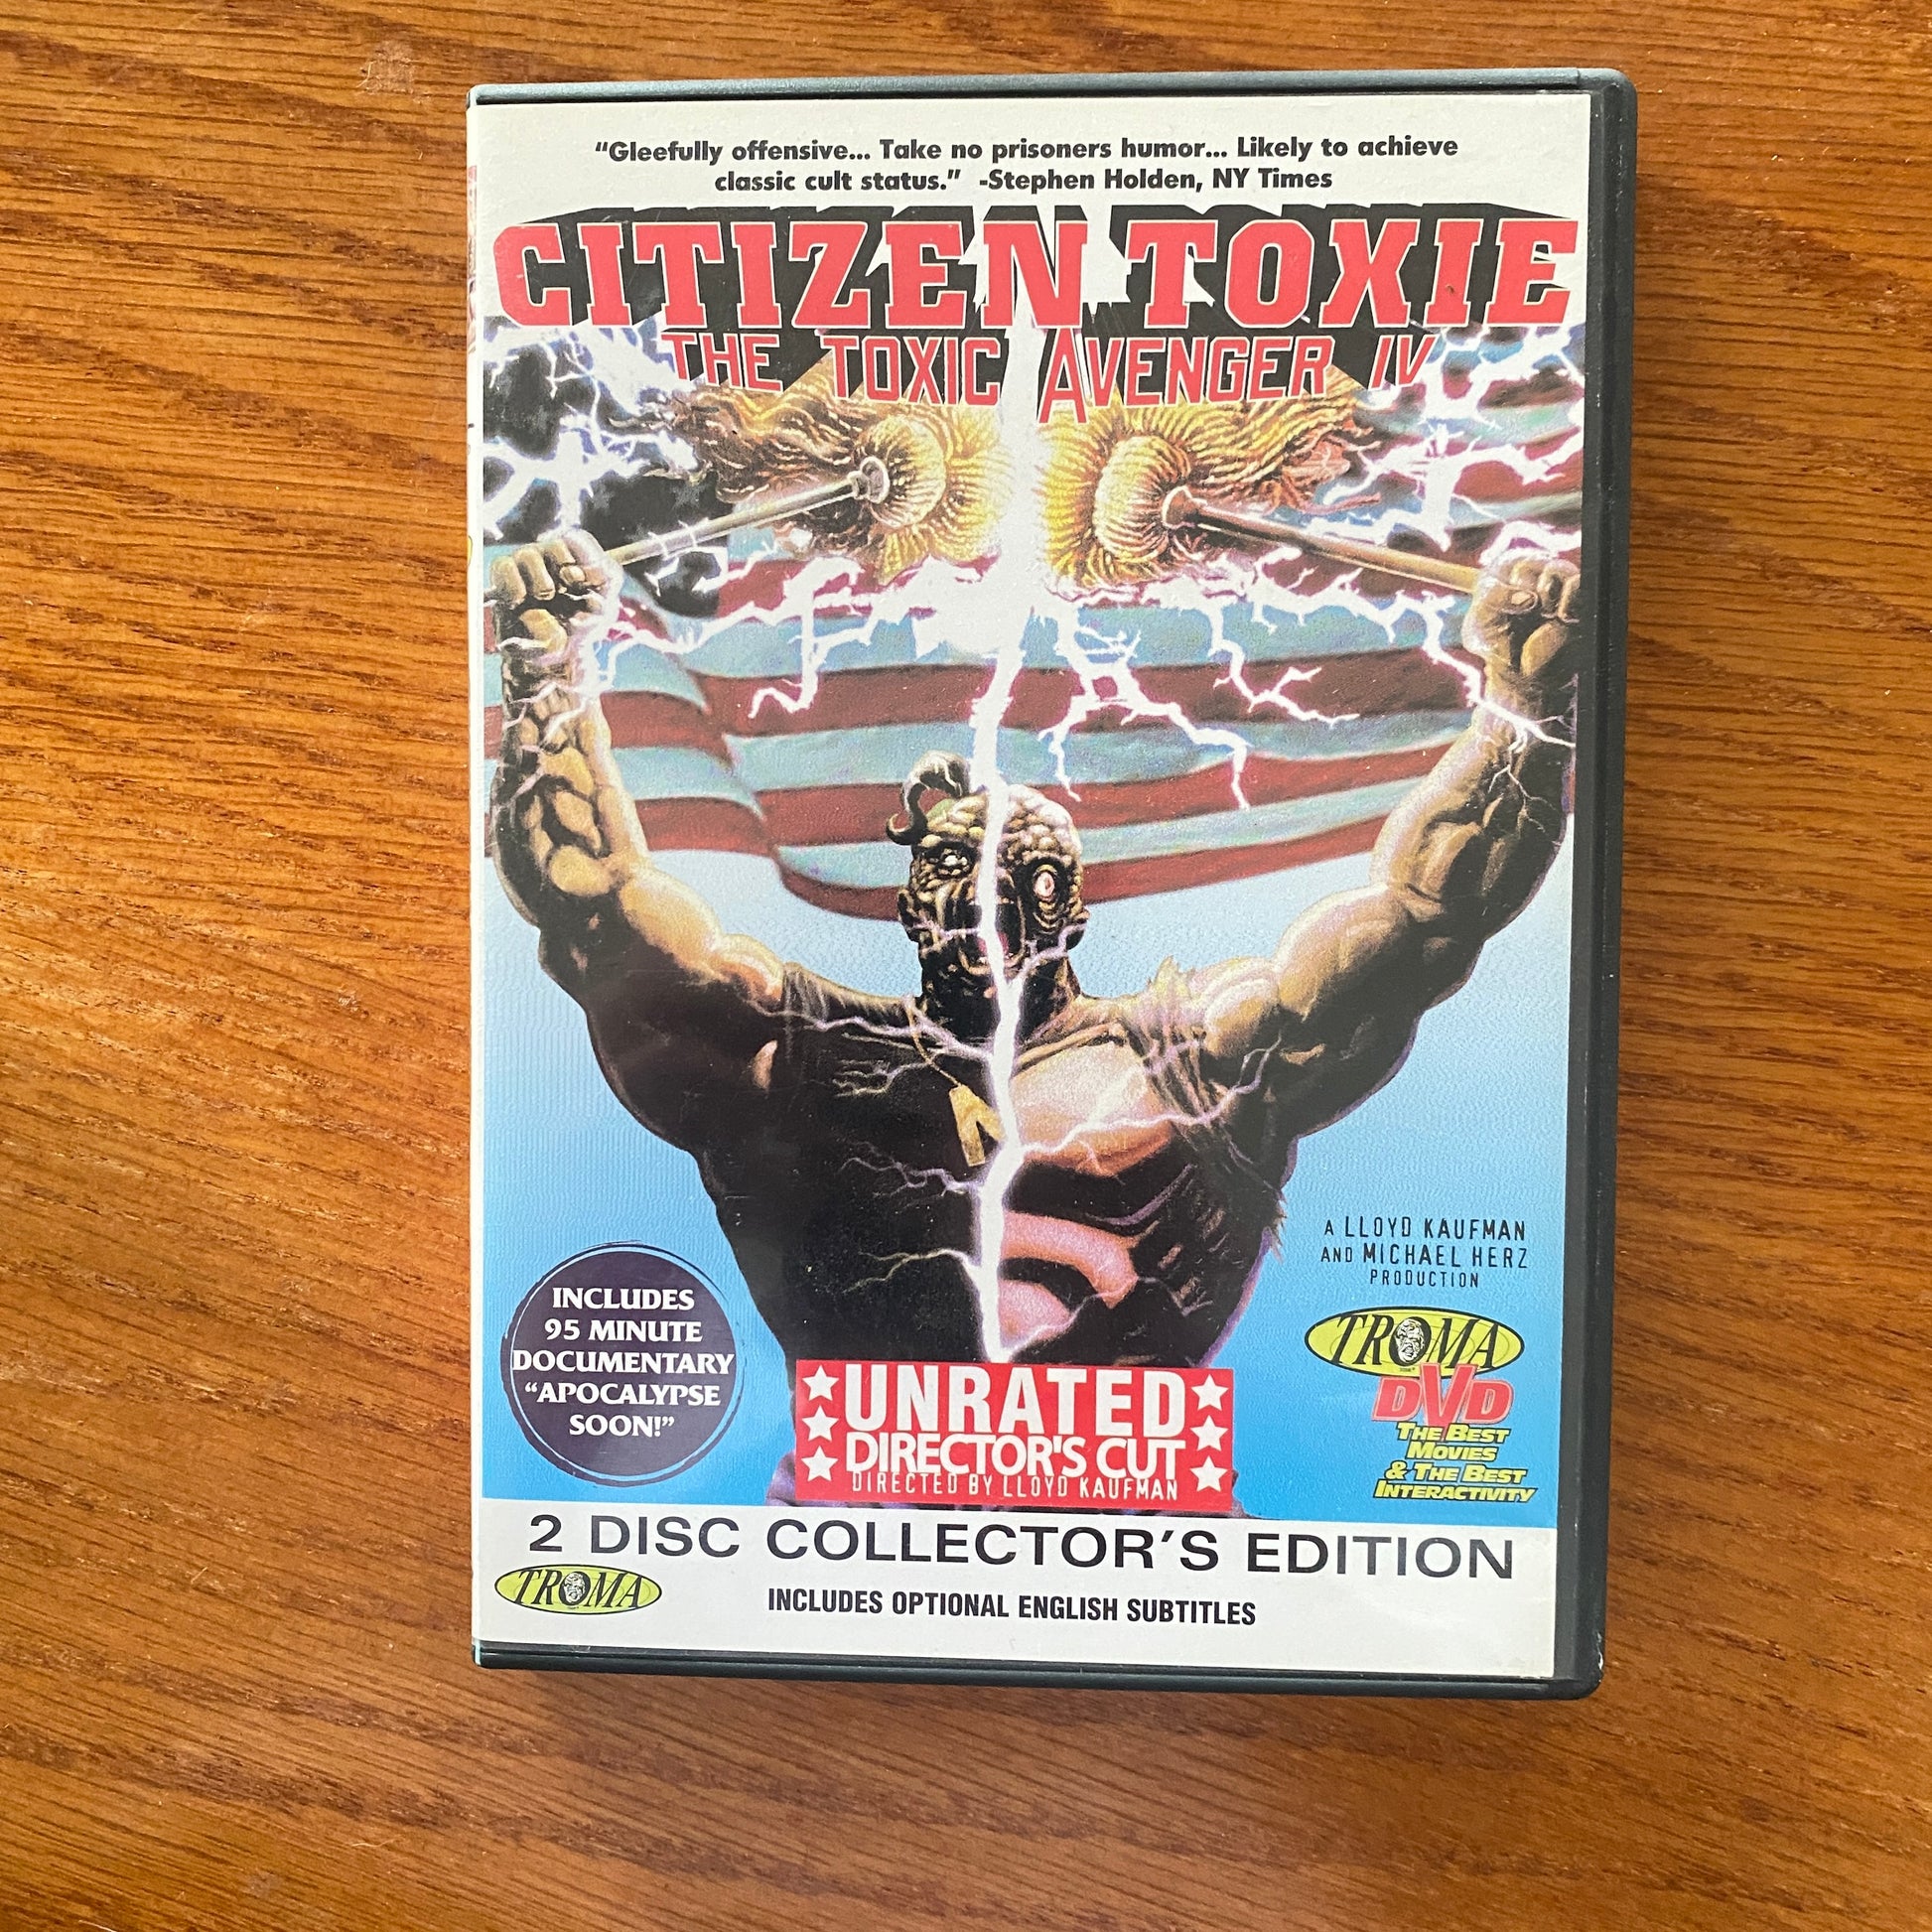 “Gleefully offensive... Take no prisoners humor... Likely to achieve
classic cult status.” -Stephen Holden, NY Times
CITIZEN TOXIE
THE TOXIC AVENGER IV
A LLOYD KAUFMAN
AND MICHAEL HERZ
PRODUCTION
INCLUDES
95 MINUTE
DOCUMENTARY
“APOCALYPSE
SOON!”
TROMA
DVD
THE BEST
MOVIES
& THE BEST
INTERACTIVITY
UNRATED
DIRECTOR'S CUT
DIRECTED BY LLOYD KAUFMAN
2 DISC COLLECTOR’S EDITION
TROMA
INCLUDES OPTIONAL ENGLISH SUBTITLES